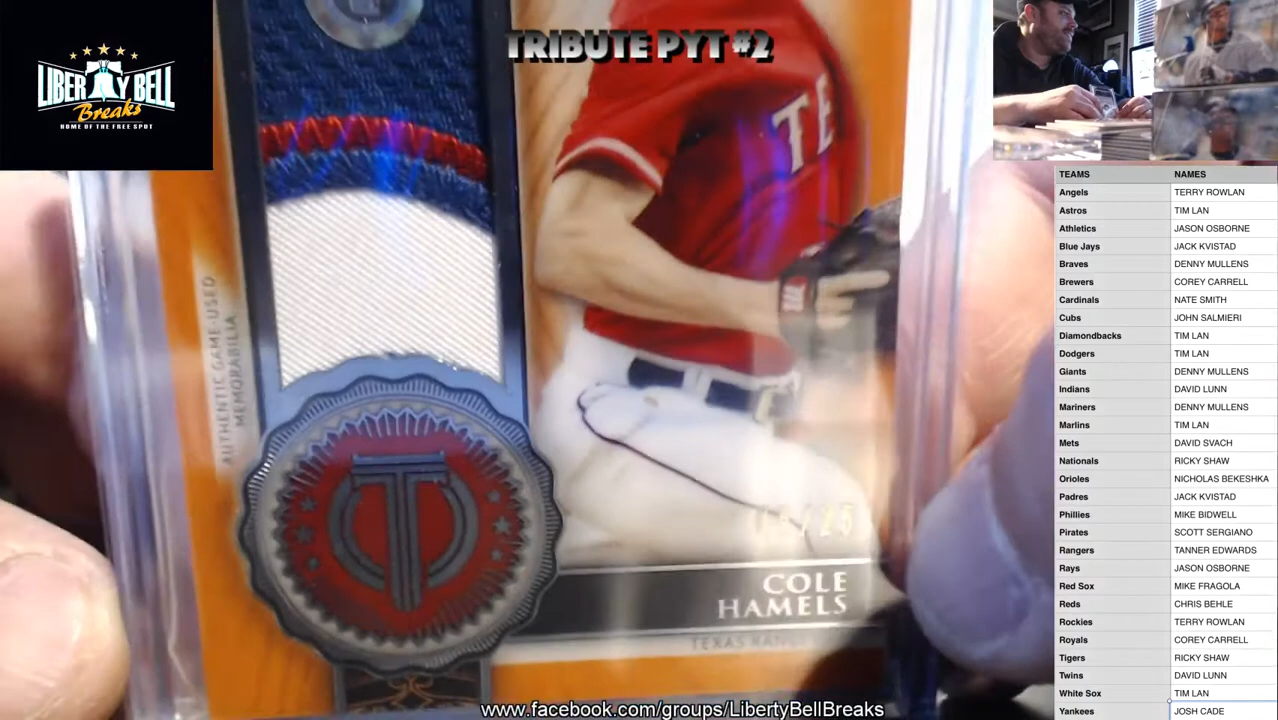 LIBERTY BELL
Breaks
HOME OF THE FREE SPOT
TRIBUTE PYT #2
TE
AUTHENTIC GAME-USED
MEMORABILIA
T
COLE
HAMELS
TEXAS
www.facebook.com/groups/LibertyBellBreaks
TEAMS NAMES
Angels TERRY ROWLAN
Astros TIM LAN
Athletics JASON OSBORNE
Blue Jays JACK KVISTAD
Braves DENNY MULLENS
Brewers COREY CARRELL
Cardinals NATE SMITH
Cubs JOHN SALMIERI
Diamondbacks TIM LAN
Dodgers TIM LAN
Giants DENNY MULLENS
Indians DAVID LUNN
Mariners DENNY MULLENS
Marlins TIM LAN
Mets DAVID SVACH
Nationals RICKY SHAW
Orioles NICHOLAS BEKESHKA
Padres JACK KVISTAD
Phillies MIKE BIDWELL
Pirates SCOTT SERGIANO
Rangers TANNER EDWARDS
Rays JASON OSBORNE
Red Sox MIKE FRAGOLA
Reds CHRIS BEHLE
Rockies TERRY ROWLAN
Royals COREY CARRELL
Tigers RICKY SHAW
Twins DAVID LUNN
White Sox TIM LAN
Yankees JOSH CADE